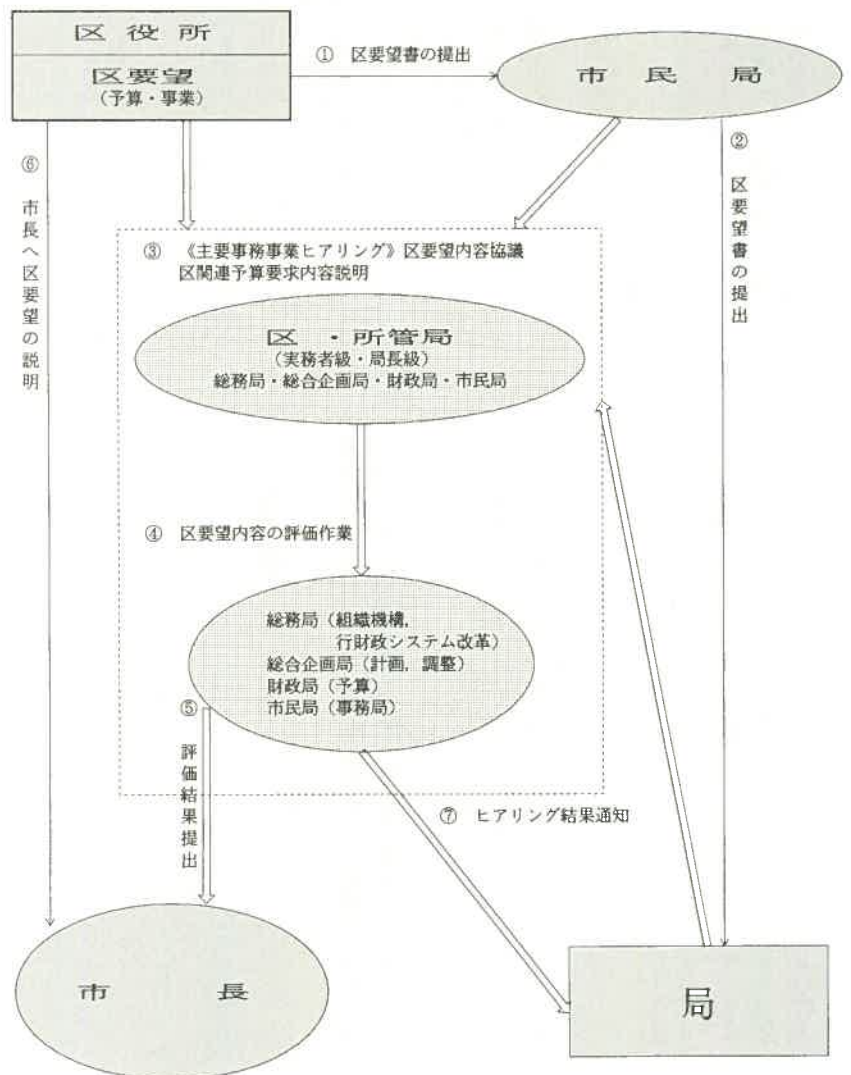 区役所
区要望
(予算・事業)
① 区要望書の提出
市民局
② 区要望書の提出
⑥ 市長へ区要望の説明
③ 《主要事務事業ヒアリング》区要望内容協議
区関連予算要求内容説明
区・所管局
(実務者級・局長級)
総務局・総合企画局・財政局・市民局
④ 区要望内容の評価作業
総務局(組織機構,
行財政システム改革)
総合企画局(計画,調整)
財政局(予算)
市民局(事務局)
⑤ 評価結果提出
⑦ ヒアリング結果通知
市長
局